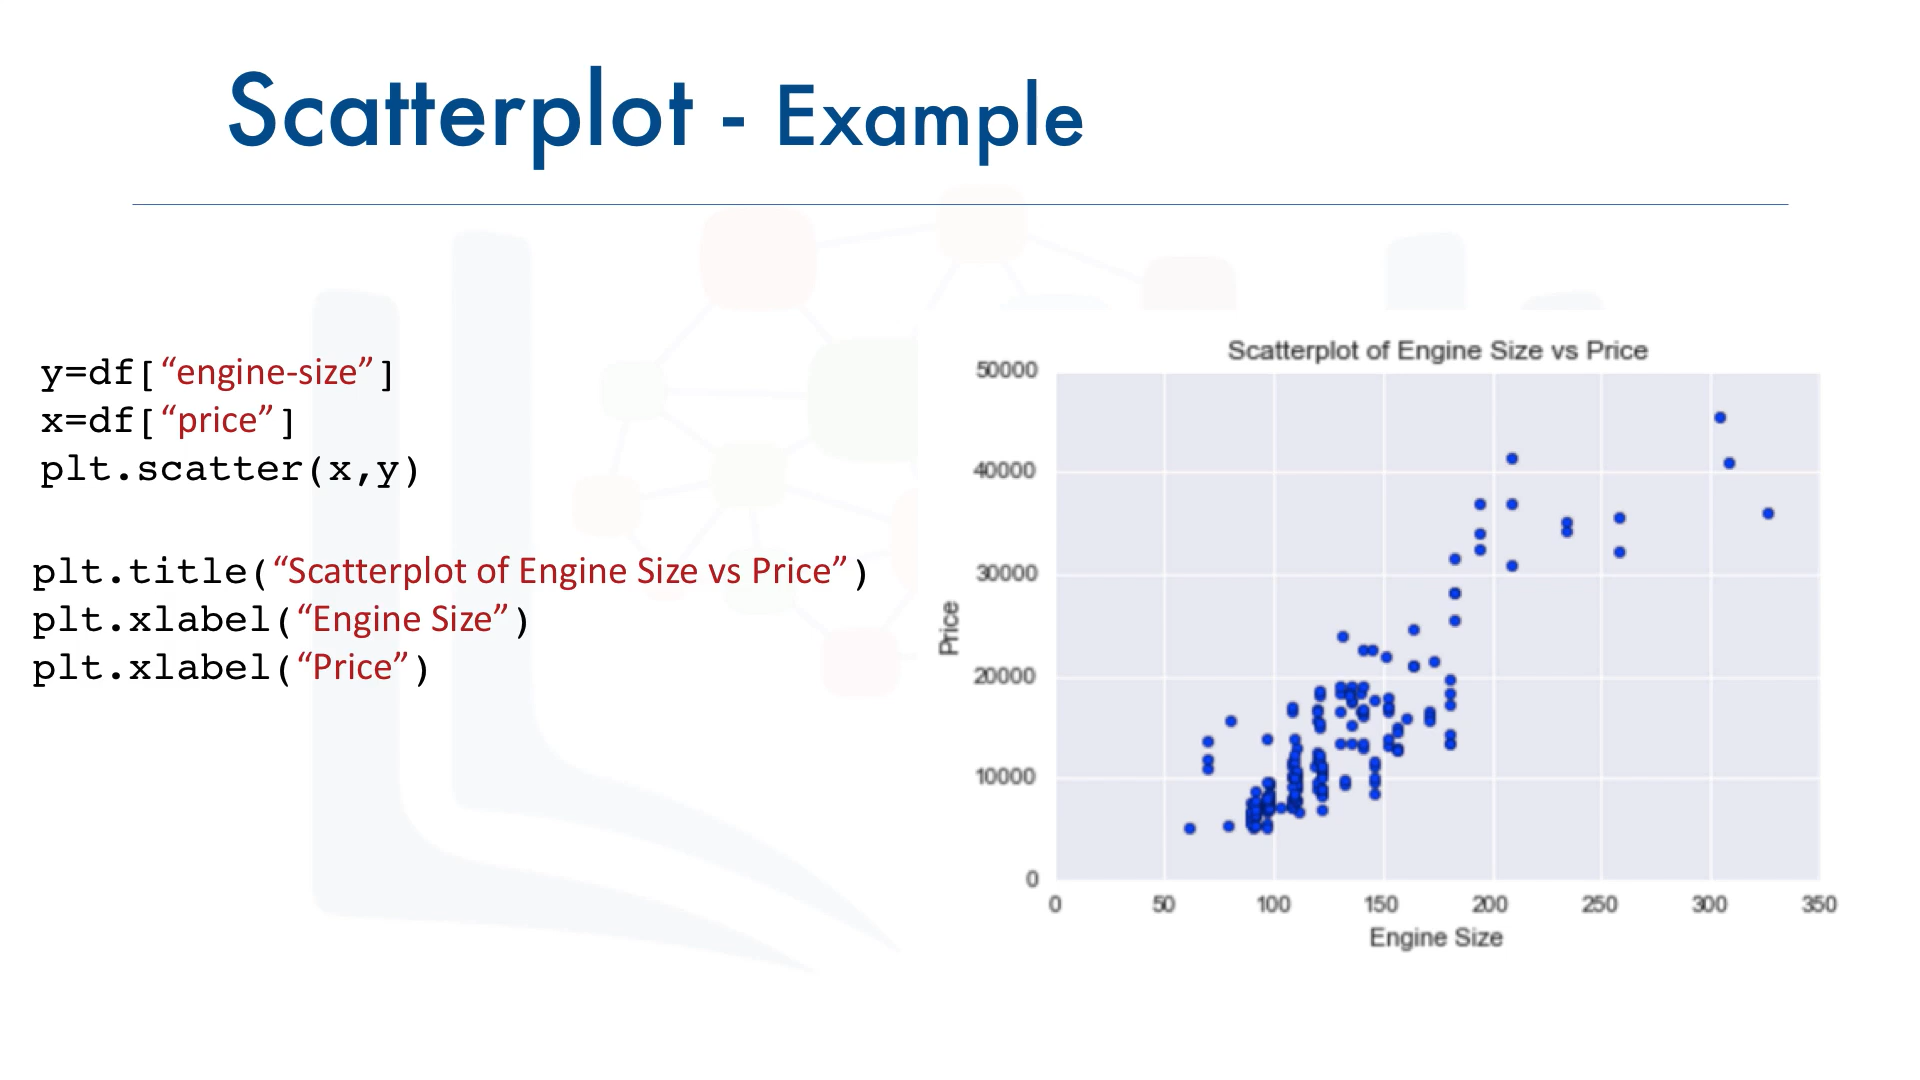 Scatterplot - Example
y=df[“engine-size”]
x=df[“price”]
plt.scatter(x,y)
plt.title(“Scatterplot of Engine Size vs Price”)
plt.xlabel(“Engine Size”)
plt.xlabel(“Price”)
Scatterplot of Engine Size vs Price
50000
40000
30000
20000
10000
0
Price
0 50 100 150 200 250 300 350
Engine Size